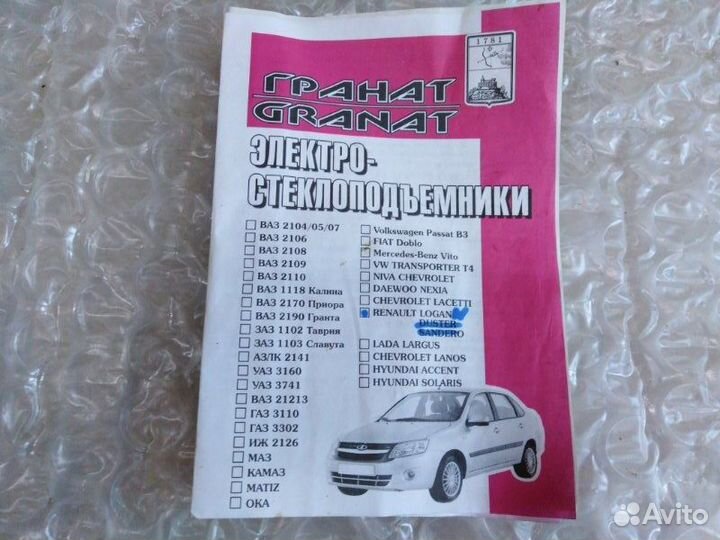 1781
ГРАНАТ
GRANAT
ЭЛЕКТРО-
СТЕКЛОПОДЪЕМНИКИ
ВАЗ 2104/05/07
ВАЗ 2106
ВАЗ 2108
ВАЗ 2109
ВАЗ 2110
ВАЗ 1118 Калина
ВАЗ 2170 Приора
ВАЗ 2190 Гранта
ЗАЗ 1102 Таврия
ЗАЗ 1103 Славута
АЗЛК 2141
УАЗ 3160
УАЗ 3741
ВАЗ 21213
ГАЗ 3110
ГАЗ 3302
ИЖ 2126
МАЗ
КАМАЗ
MATIZ
ОКА
Volkswagen Passat B3
FIAT Doblo
Mercedes-Benz Vito
VW TRANSPORTER T4
NIVA CHEVROLET
DAEWOO NEXIA
CHEVROLET LACETTI
RENAULT LOGAN
DUSTER
SANDERO
LADA LARGUS
CHEVROLET LANOS
HYUNDAI ACCENT
HYUNDAI SOLARIS
Avito